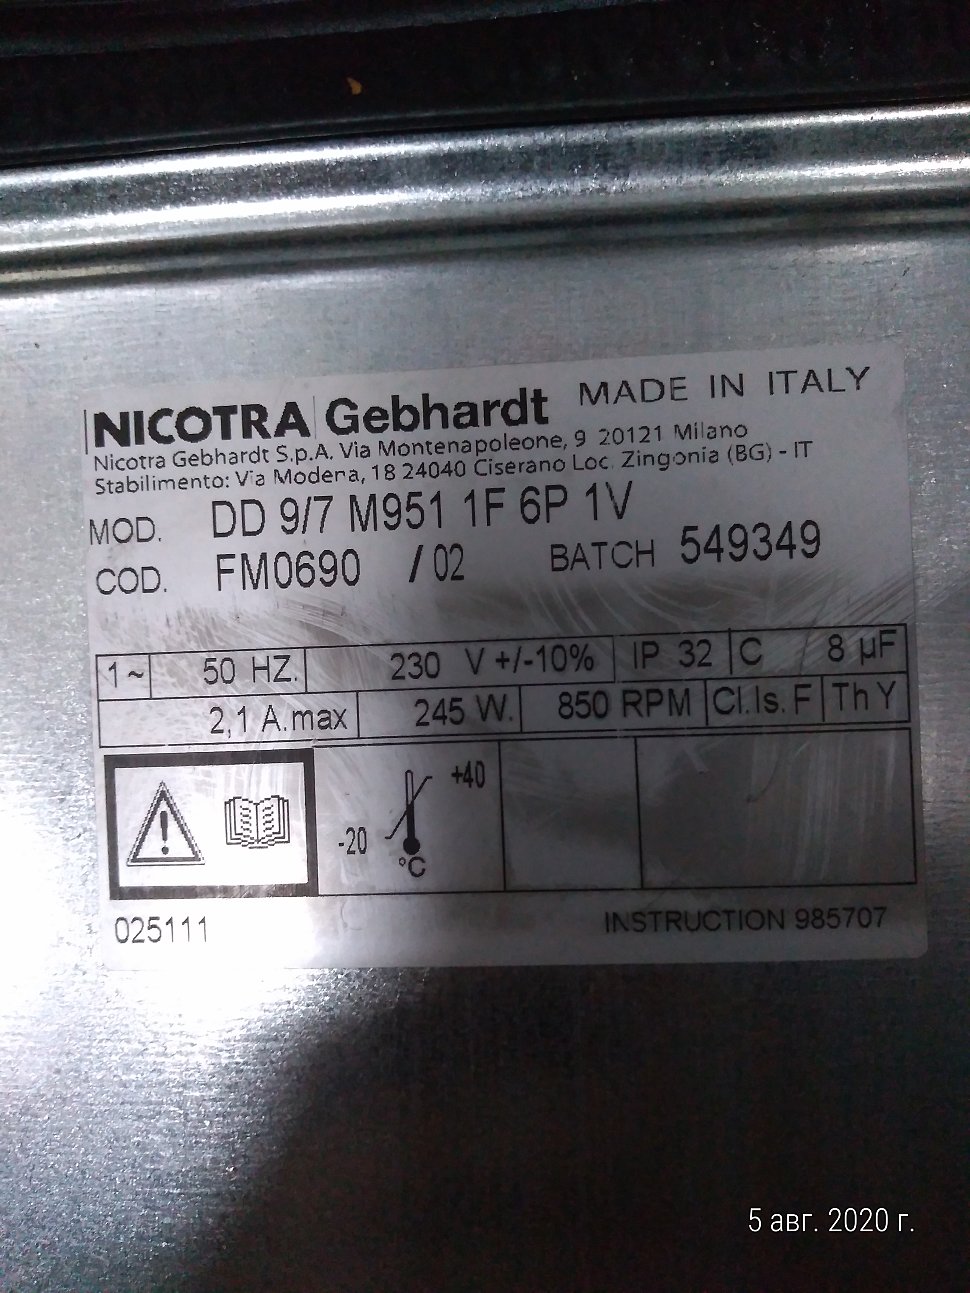 NICOTRA Gebhardt MADE IN ITALY
Nicotra Gebhardt S.p.A. Via Montenapoleone, 9 20121 Milano
Stabilimento: Via Modena, 18 24040 Ciserano Loc. Zingonia (BG) - IT
MOD. DD 9/7 M951 1F 6P 1V
COD. FM0690 /02 BATCH 549349
1~ 50 HZ. 230 V +/-10% IP 32 C 8 µF
2,1 A.max 245 W. 850 RPM Cl.Is. F Th Y
+40
-20
°C
025111 INSTRUCTION 985707
5 авг. 2020 г.